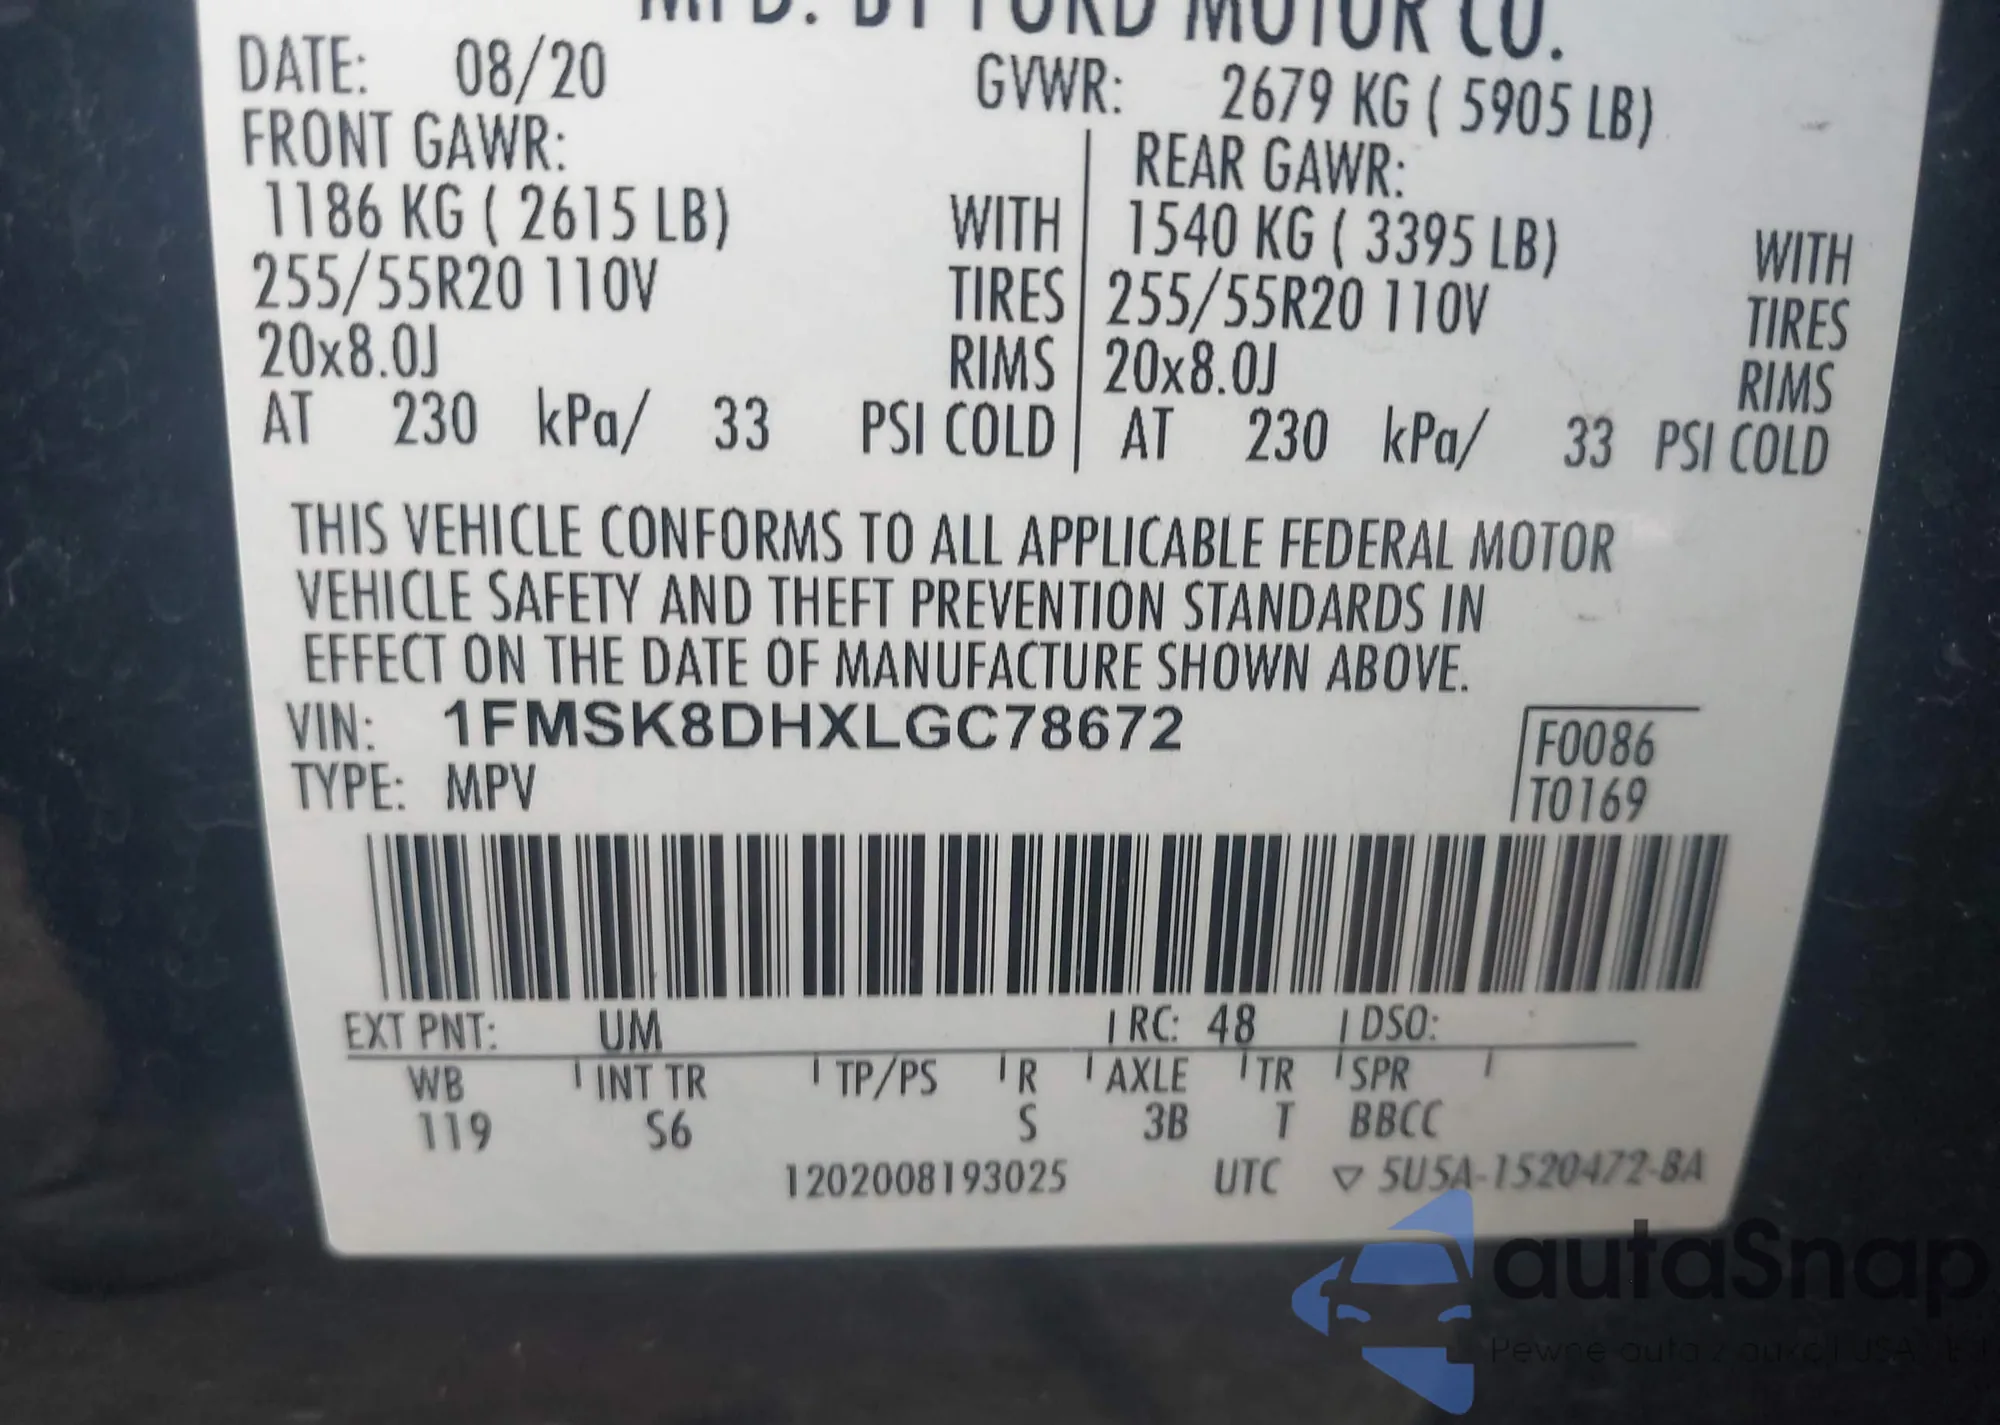 MFD. BY FORD MOTOR CO.
DATE: 08/20 GVWR: 2679 KG ( 5905 LB)
FRONT GAWR: REAR GAWR:
1186 KG ( 2615 LB) WITH 1540 KG ( 3395 LB) WITH
255/55R20 110V TIRES 255/55R20 110V TIRES
20x8.0J RIMS 20x8.0J RIMS
AT 230 kPa/ 33 PSI COLD AT 230 kPa/ 33 PSI COLD
THIS VEHICLE CONFORMS TO ALL APPLICABLE FEDERAL MOTOR
VEHICLE SAFETY AND THEFT PREVENTION STANDARDS IN
EFFECT ON THE DATE OF MANUFACTURE SHOWN ABOVE.
VIN: 1FMSK8DHXLGC78672
F0086
TYPE: MPV
T0169
EXT PNT: UM RC: 48 DSO:
WB INT TR TP/PS R AXLE TR SPR
119 S6 S 3B T BBCC
1202008193025 UTC ▽ 5U5A-1520472-BA
autaSnap
Pewne auta z aukcji USA